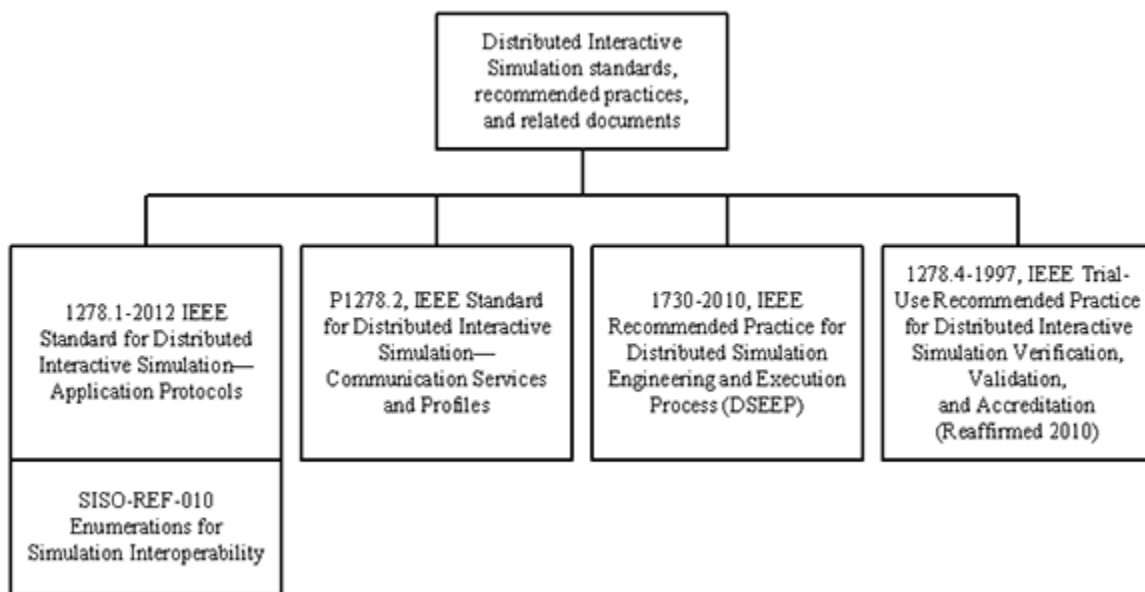 Distributed Interactive
Simulation standards,
recommended practices,
and related documents
1278.1-2012 IEEE
Standard for Distributed
Interactive Simulation—
Application Protocols
SISO-REF-010
Enumerations for
Simulation Interoperability
P1278.2, IEEE Standard
for Distributed Interactive
Simulation—
Communication Services
and Profiles
1730-2010, IEEE
Recommended Practice for
Distributed Simulation
Engineering and Execution
Process (DSEEP)
1278.4-1997, IEEE Trial-
Use Recommended Practice
for Distributed Interactive
Simulation Verification,
Validation,
and Accreditation
(Reaffirmed 2010)